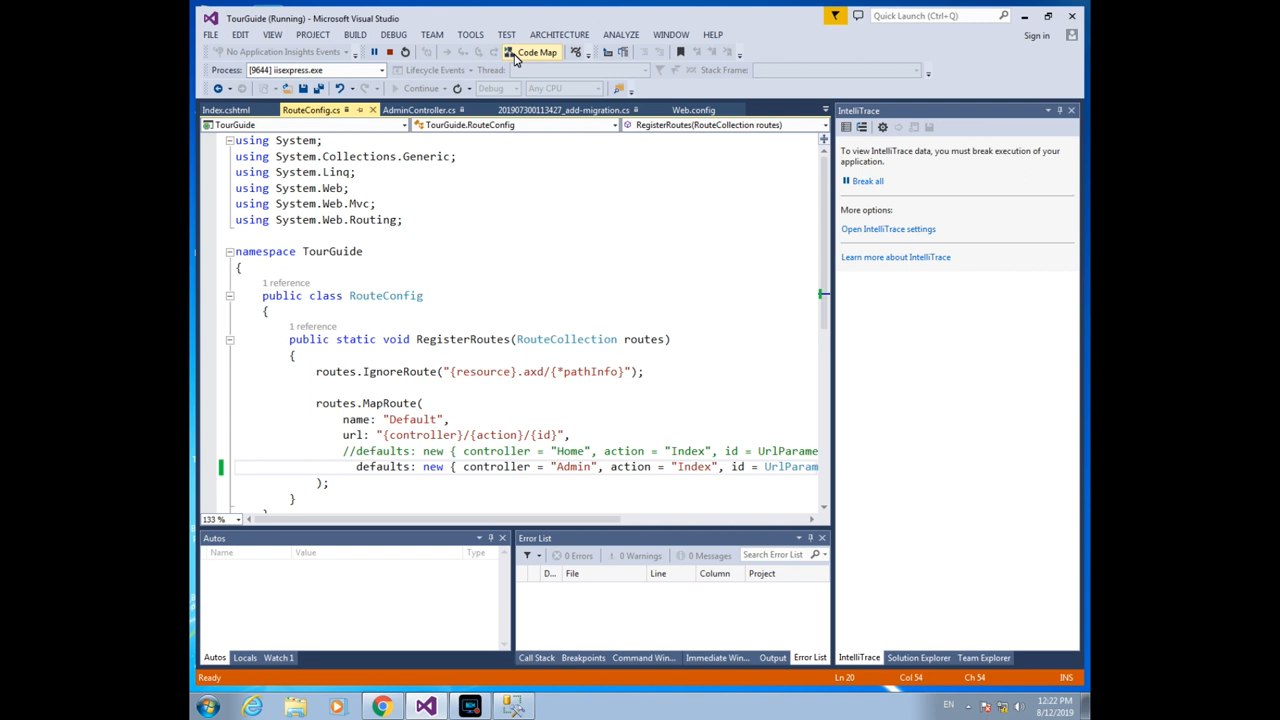 TourGuide (Running) - Microsoft Visual Studio
Quick Launch (Ctrl+Q)
FILE EDIT VIEW PROJECT BUILD DEBUG TEAM TOOLS TEST ARCHITECTURE ANALYZE WINDOW HELP
Sign in
No Application Insights Events
Code Map
Process: [9644] iisexpress.exe Lifecycle Events Thread: Stack Frame:
Continue Debug Any CPU
Index.cshtml RouteConfig.cs AdminController.cs 201907300113427_add-migration.cs Web.config
TourGuide TourGuide.RouteConfig RegisterRoutes(RouteCollection routes)
using System;
using System.Collections.Generic;
using System.Linq;
using System.Web;
using System.Web.Mvc;
using System.Web.Routing;
namespace TourGuide
{
1 reference
public class RouteConfig
{
1 reference
public static void RegisterRoutes(RouteCollection routes)
{
routes.IgnoreRoute("{resource}.axd/{*pathInfo}");
routes.MapRoute(
name: "Default",
url: "{controller}/{action}/{id}",
//defaults: new { controller = "Home", action = "Index", id = UrlParame
defaults: new { controller = "Admin", action = "Index", id = UrlParam
);
}
133 %
IntelliTrace
To view IntelliTrace data, you must break execution of your
application.
Break all
More options:
Open IntelliTrace settings
Learn more about IntelliTrace
Autos
Name Value Type
Error List
0 Errors 0 Warnings 0 Messages Search Error List
D... File Line Column Project
Autos Locals Watch 1
Call Stack Breakpoints Command Win... Immediate Win... Output Error List
IntelliTrace Solution Explorer Team Explorer
Ready Ln 20 Col 54 Ch 54 INS
EN 12:22 PM
8/12/2019